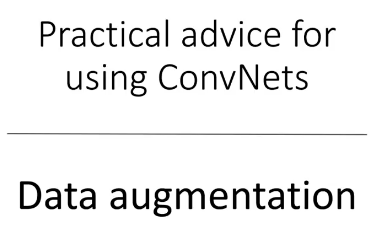 Practical advice for
using ConvNets
Data augmentation